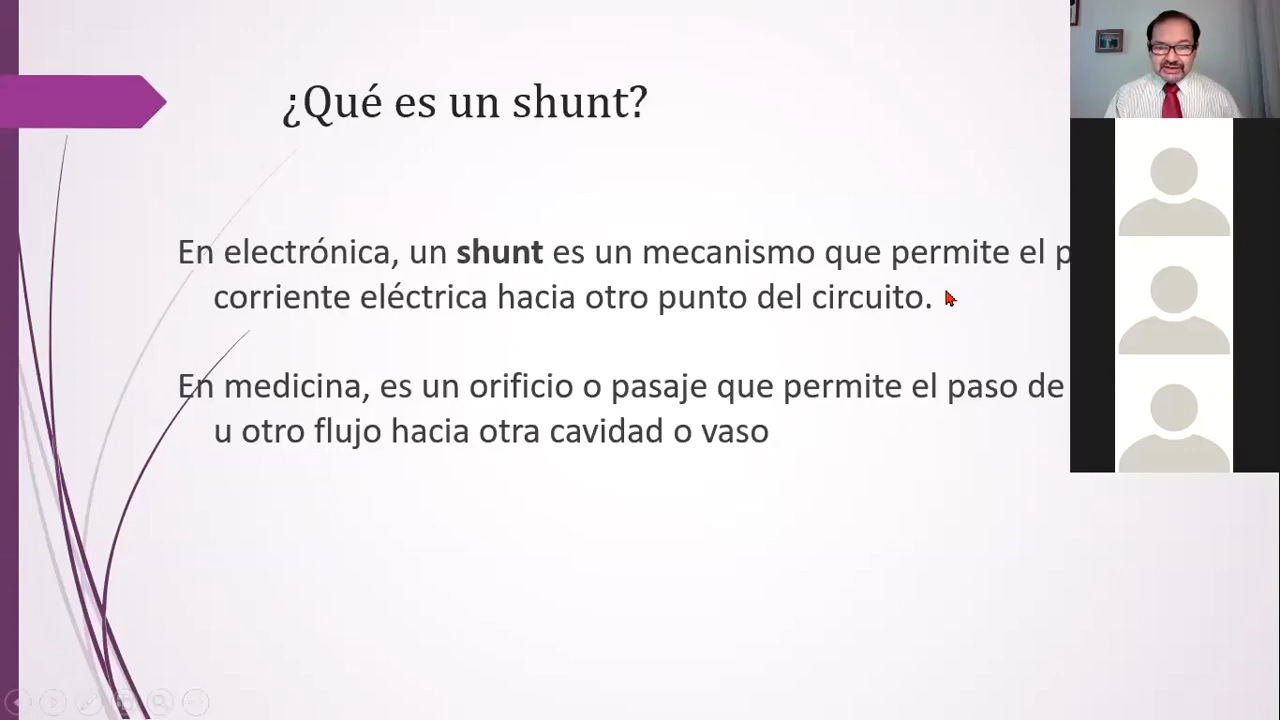 ¿Qué es un shunt?
En electrónica, un shunt es un mecanismo que permite el
corriente eléctrica hacia otro punto del circuito.
En medicina, es un orificio o pasaje que permite el paso de
u otro flujo hacia otra cavidad o vaso